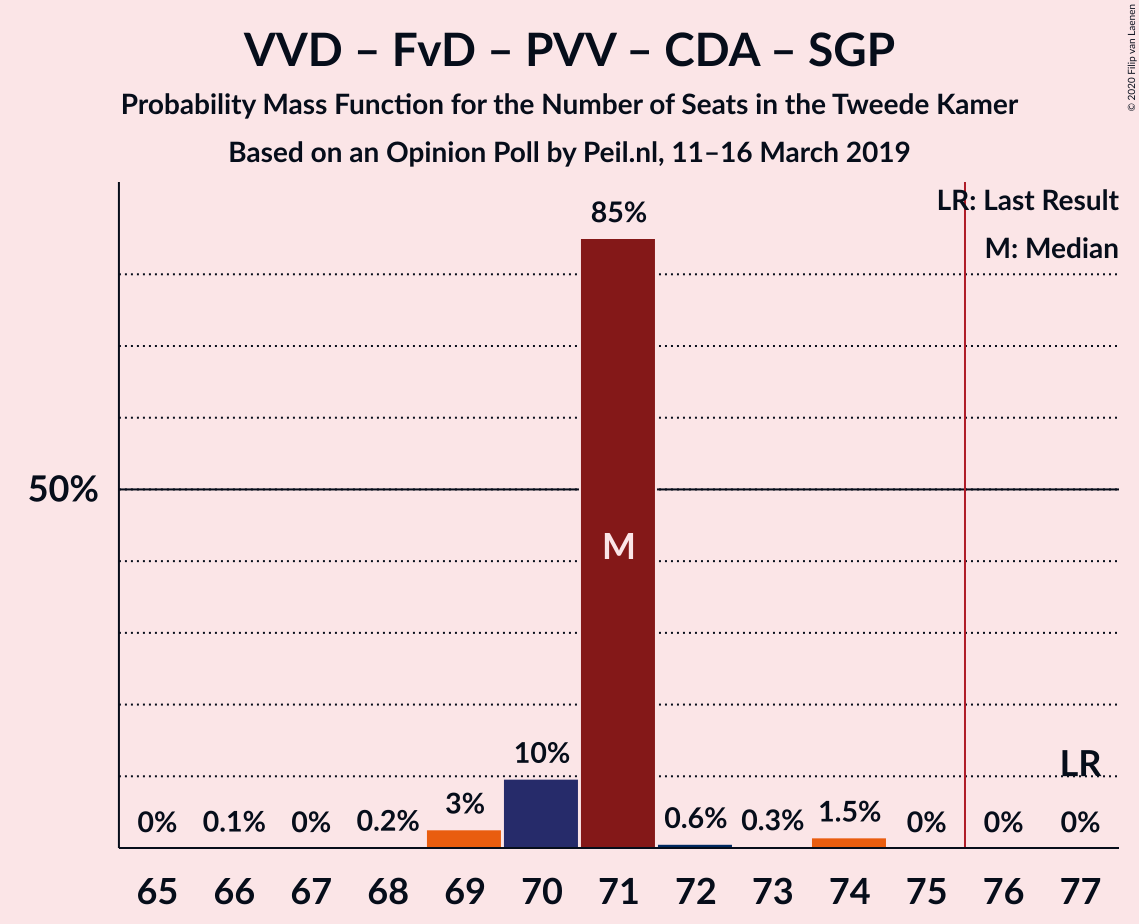 VVD – FvD – PVV – CDA – SGP
Probability Mass Function for the Number of Seats in the Tweede Kamer
Based on an Opinion Poll by Peil.nl, 11–16 March 2019
© 2020 Filip van Laenen
LR: Last Result
M: Median
85%
50%
M
10%
LR
0% 0.1% 0% 0.2% 3% 0.6% 0.3% 1.5% 0% 0% 0%
65 66 67 68 69 70 71 72 73 74 75 76 77